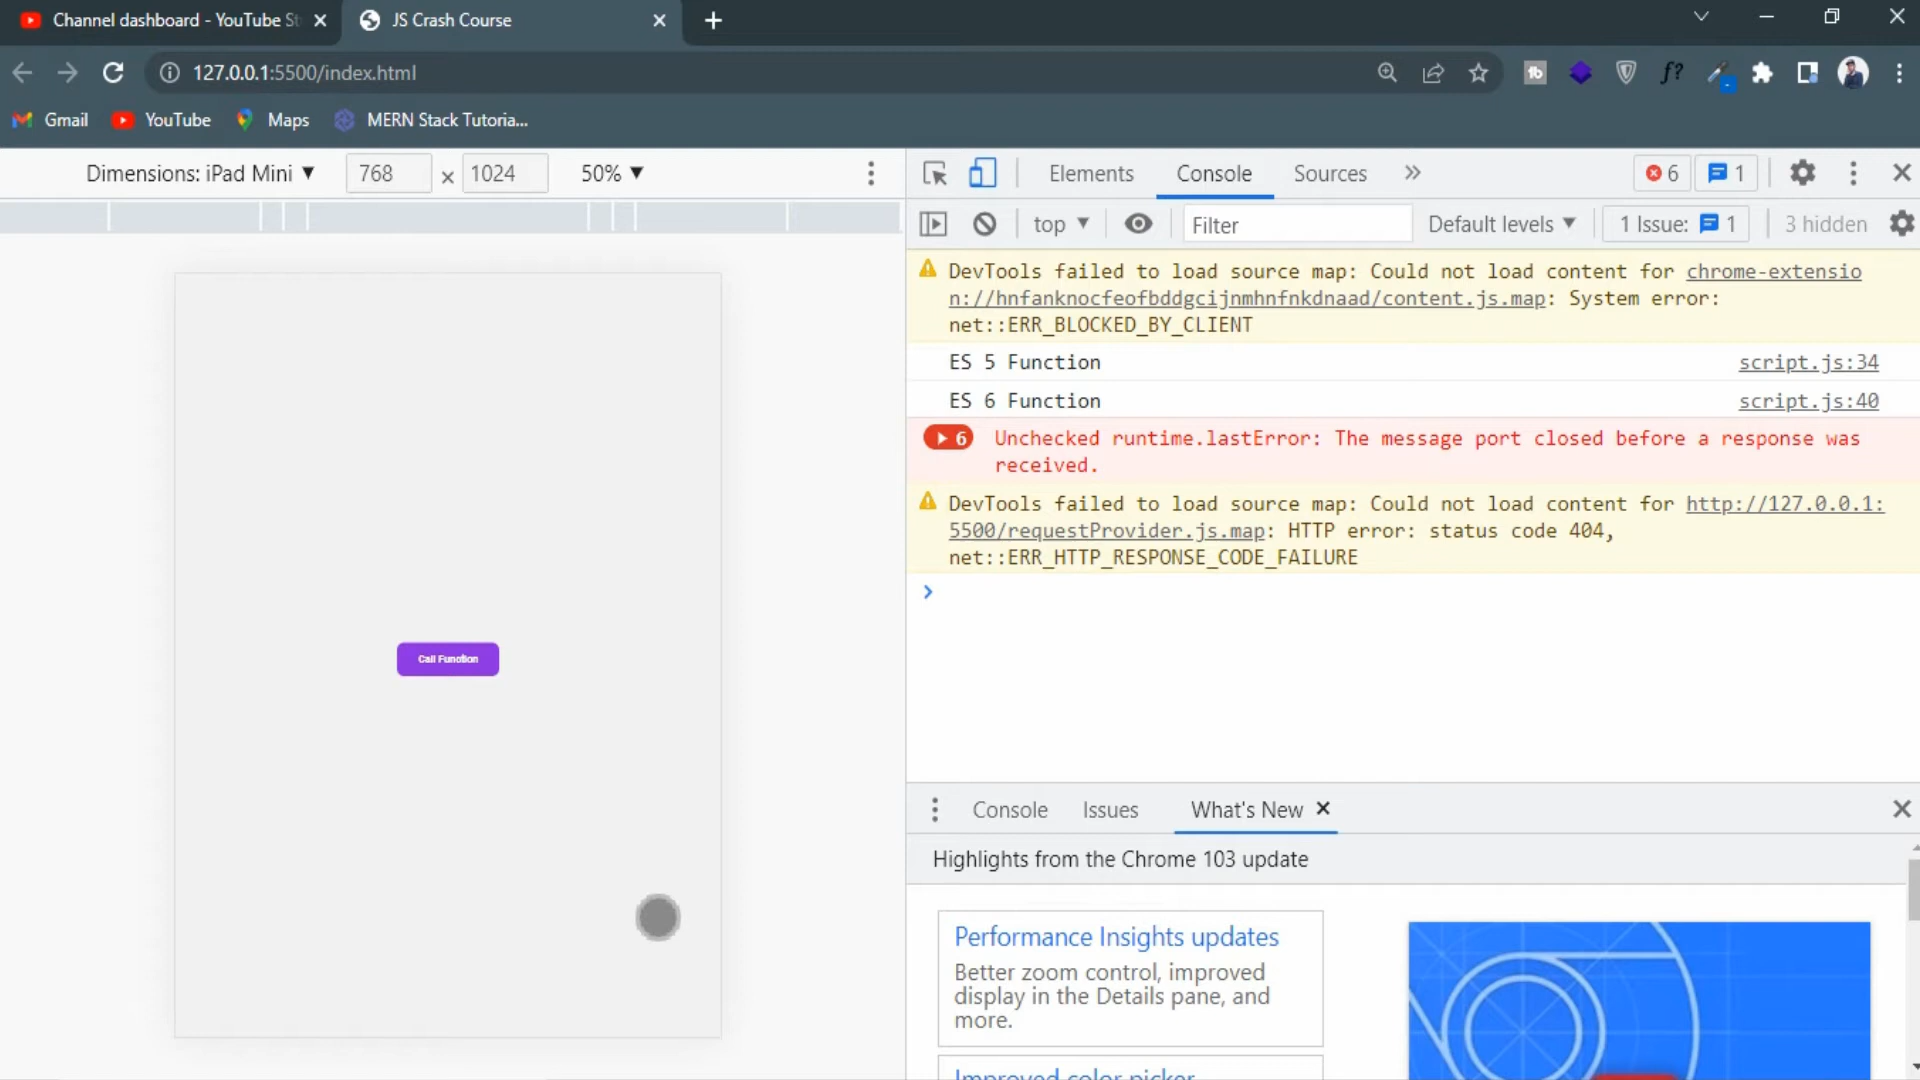 Channel dashboard - YouTube St
JS Crash Course
127.0.0.1:5500/index.html
Gmail
YouTube
Maps
MERN Stack Tutoria...
Dimensions: iPad Mini ▼
768
×
1024
50% ▼
Elements
Console
Sources
6
1
top ▼
Filter
Default levels ▼
1 Issue: 1
3 hidden
DevTools failed to load source map: Could not load content for chrome-extensio
n://hnfanknocfeofbddgcijnmhnfnkdnaad/content.js.map: System error:
net::ERR_BLOCKED_BY_CLIENT
ES 5 Function script.js:34
ES 6 Function script.js:40
6 Unchecked runtime.lastError: The message port closed before a response was
received.
DevTools failed to load source map: Could not load content for http://127.0.0.1:
5500/requestProvider.js.map: HTTP error: status code 404,
net::ERR_HTTP_RESPONSE_CODE_FAILURE
Call Function
Console
Issues
What's New
Highlights from the Chrome 103 update
Performance Insights updates
Better zoom control, improved
display in the Details pane, and
more.
Improved color picker